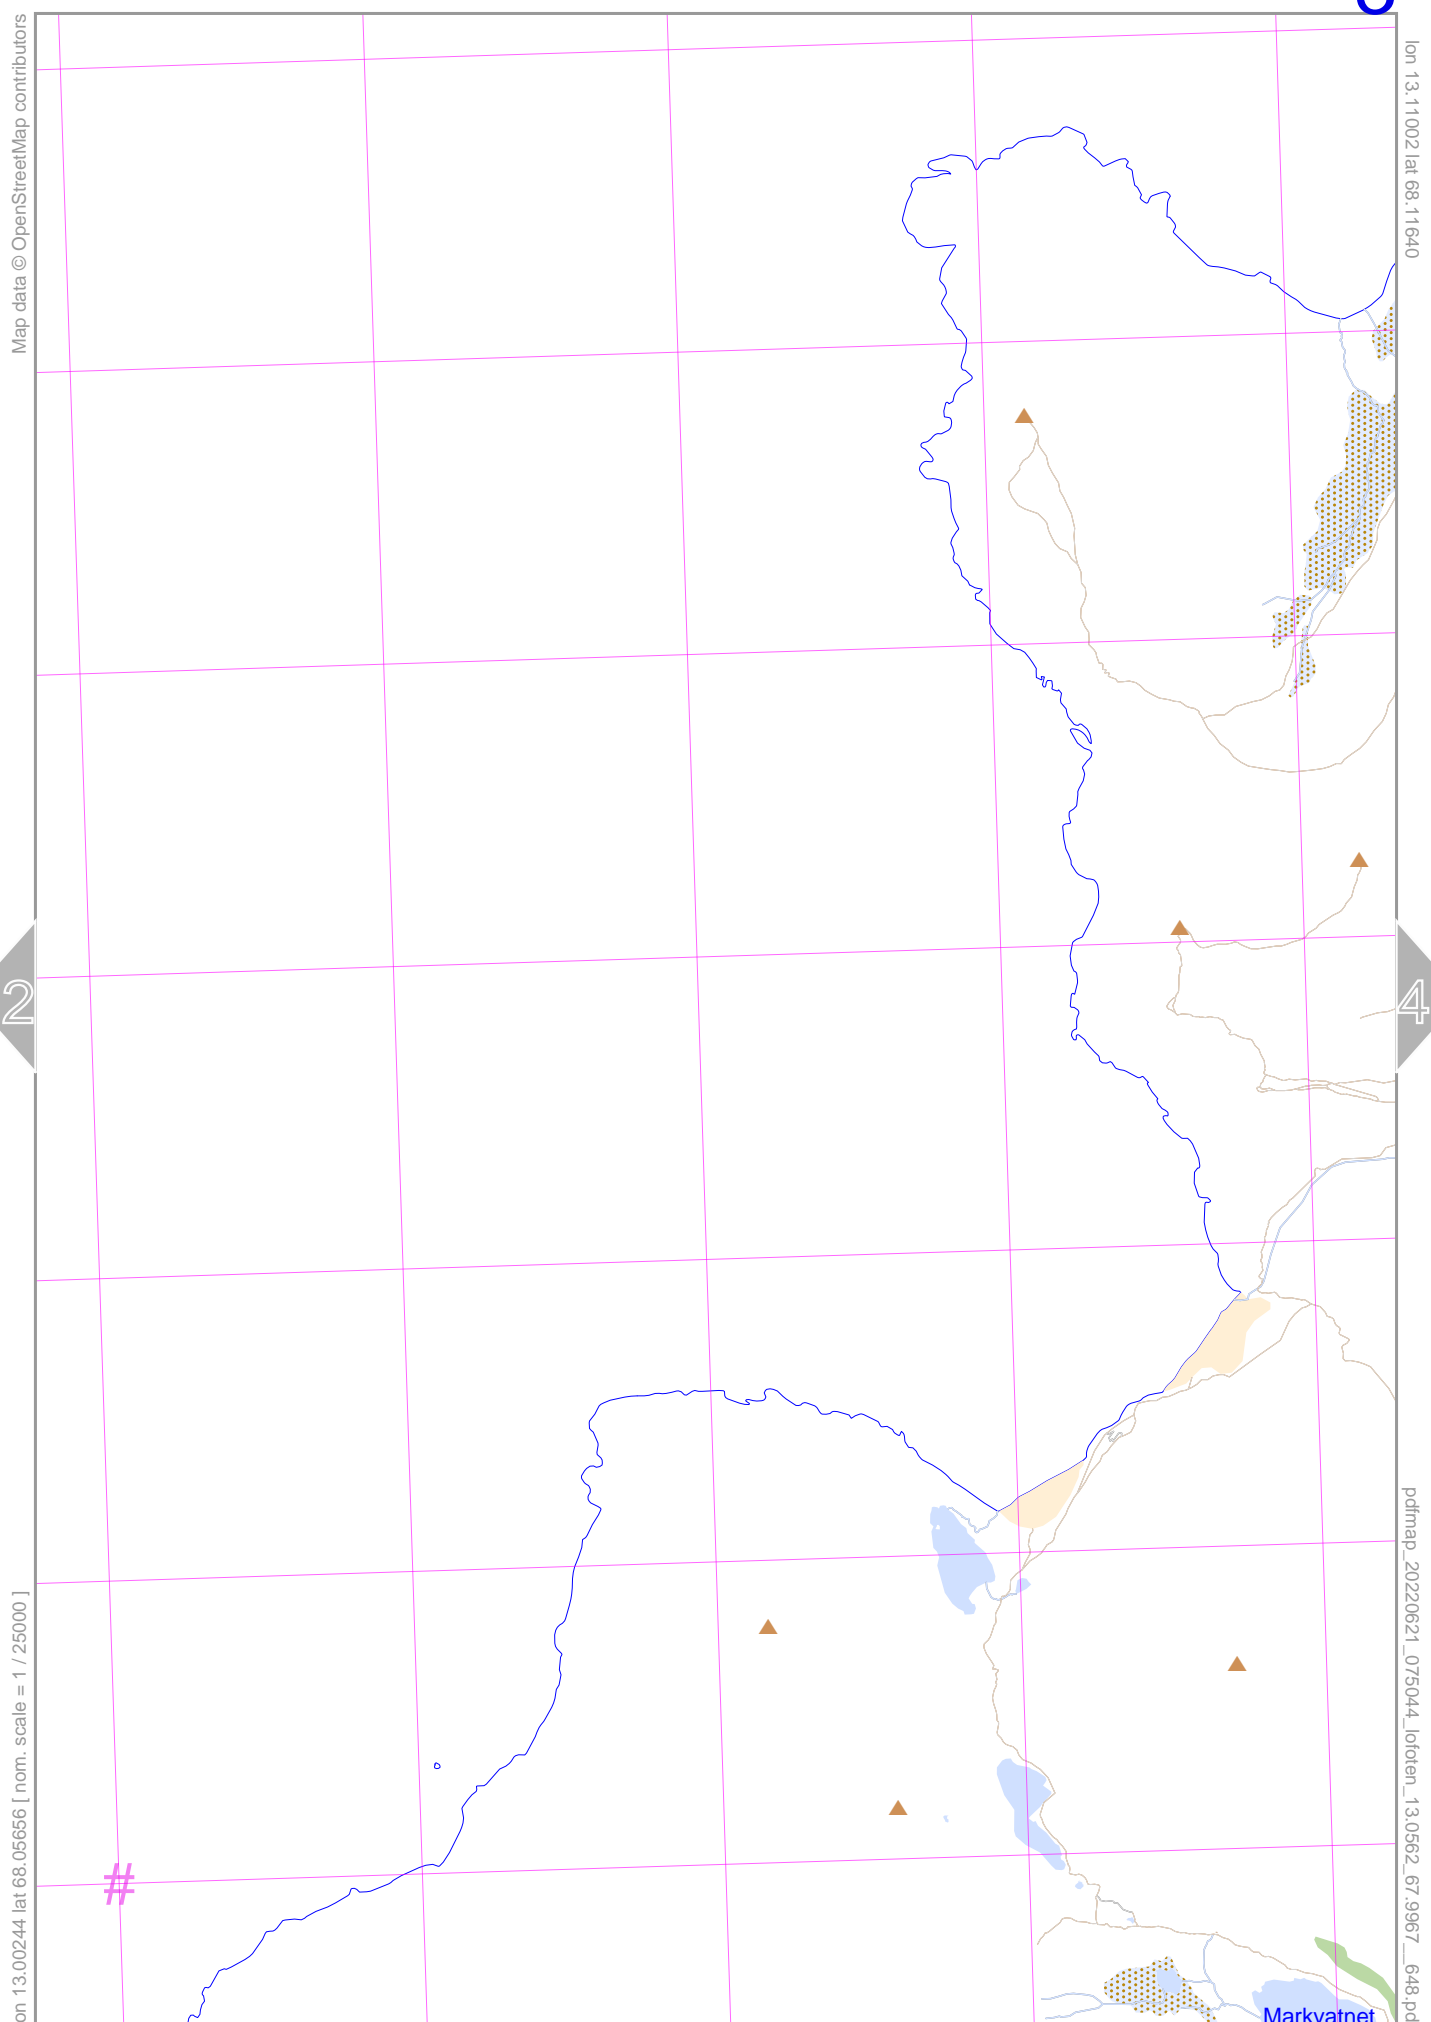 Map data © OpenStreetMap contributors
lon 13.11002 lat 68.11640
2
4
on 13.00244 lat 68.05656 [ nom. scale = 1 / 25000 ]
pdfmap_20220621_075044_lofoten_13.0562_67.9967__648.pd
#
Markvatnet